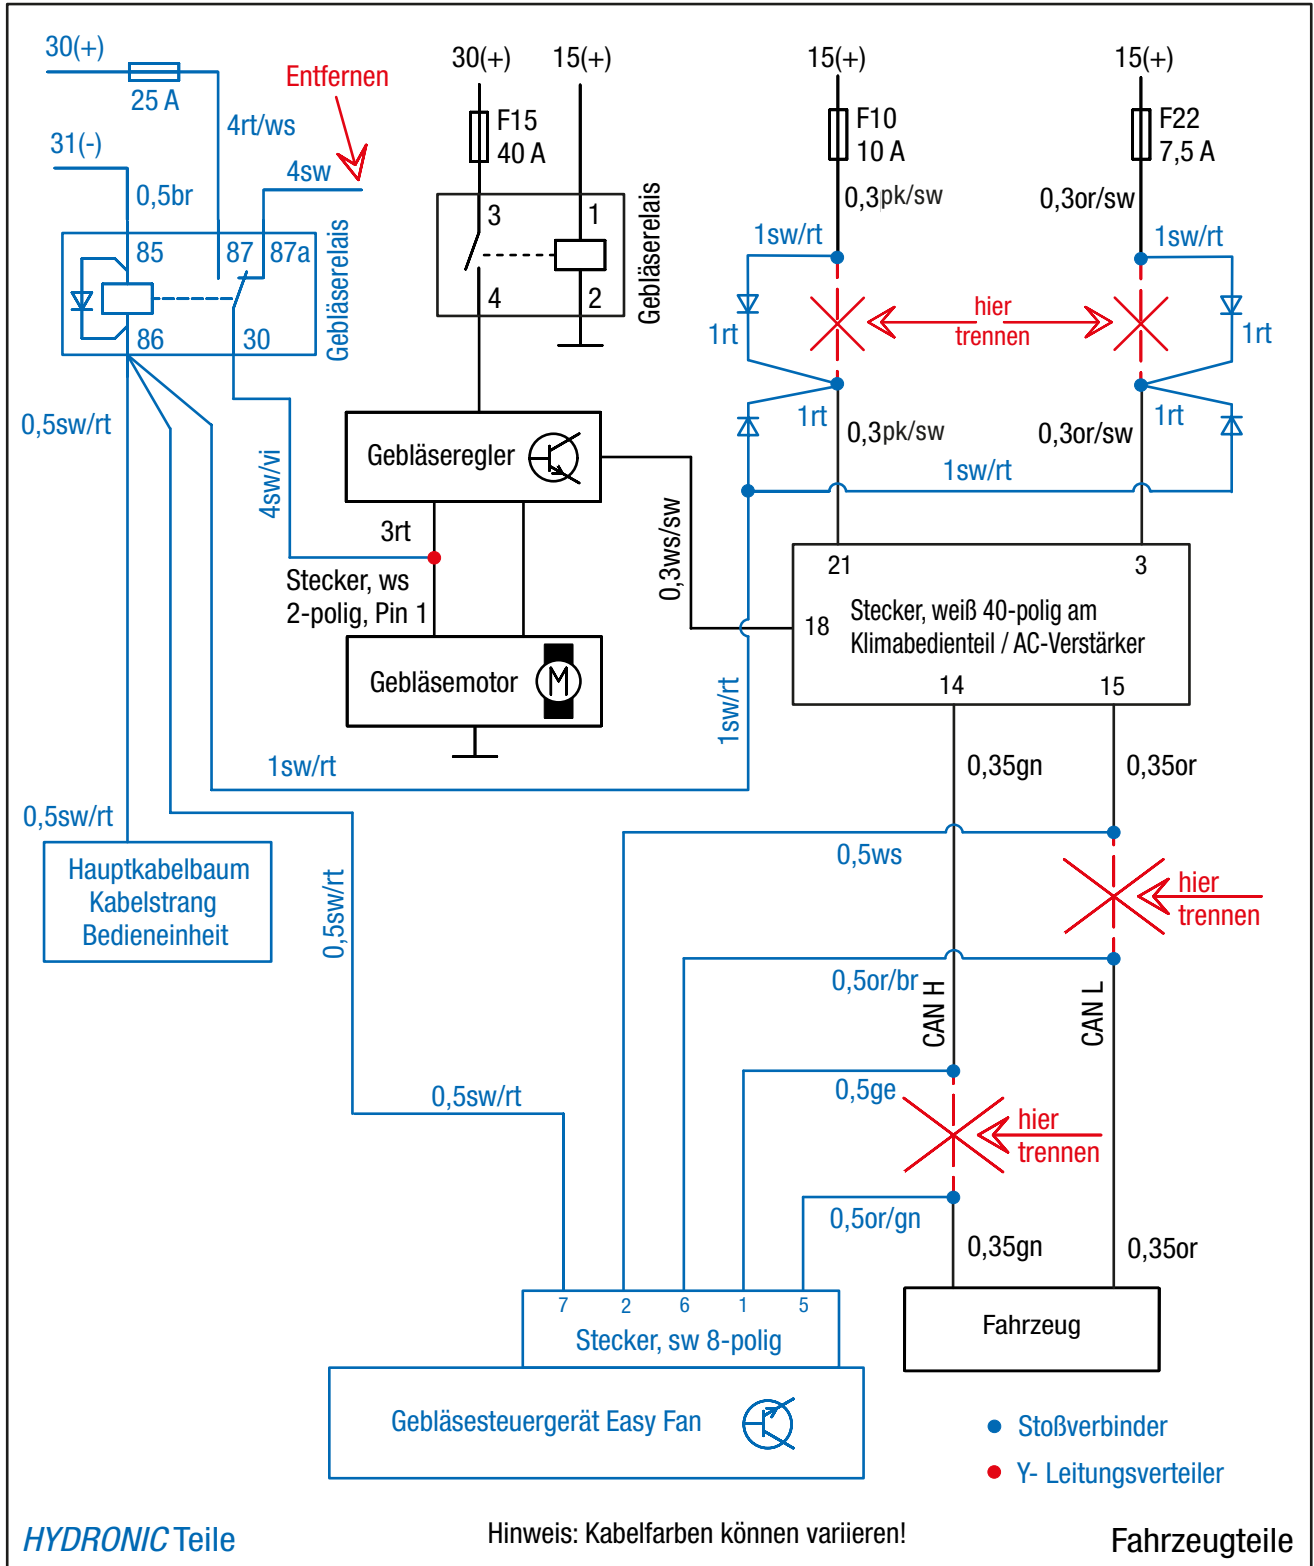 30(+)
25 A
Entfernen
4rt/ws
31(-)
4sw
0,5br
85
87
87a
86
30
Gebläserelais
30(+)
15(+)
F15
40 A
3
1
4
2
Gebläserelais
15(+)
15(+)
F10
10 A
F22
7,5 A
0,3pk/sw
0,3or/sw
1sw/rt
1sw/rt
hier
trennen
1rt
1rt
1rt
1rt
0,3pk/sw
0,3or/sw
1sw/rt
0,5sw/rt
4sw/vi
Gebläseregler
3rt
0,3ws/sw
Stecker, ws
2-polig, Pin 1
Gebläsemotor
M
21
3
18
Stecker, weiß 40-polig am
Klimabedienteil / AC-Verstärker
14
15
1sw/rt
1sw/rt
0,35gn
0,35or
0,5sw/rt
Hauptkabelbaum
Kabelstrang
Bedieneinheit
0,5sw/rt
0,5ws
hier
trennen
0,5or/br
CAN H
CAN L
0,5sw/rt
0,5ge
hier
trennen
0,5or/gn
0,35gn
0,35or
7
2
6
1
5
Stecker, sw 8-polig
Fahrzeug
Gebläsesteuergerät Easy Fan
Stoßverbinder
Y- Leitungsverteiler
HYDRONIC Teile
Hinweis: Kabelfarben können variieren!
Fahrzeugteile